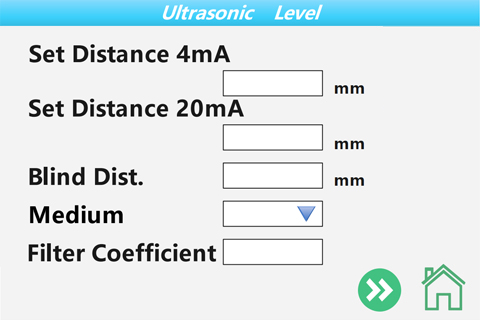 Ultrasonic Level
Set Distance 4mA
mm
Set Distance 20mA
mm
Blind Dist.
mm
Medium
Filter Coefficient